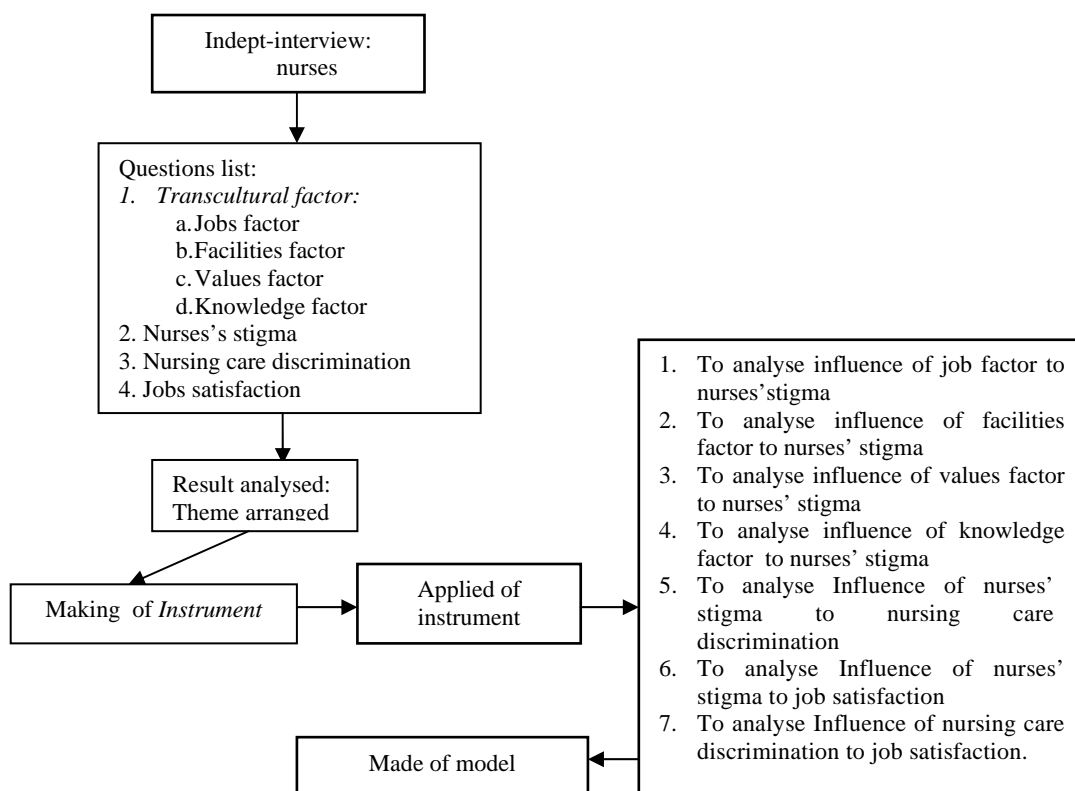 Indept-interview:
nurses
Questions list:
1. Transcultural factor:
a.Jobs factor
b.Facilities factor
c.Values factor
d.Knowledge factor
2. Nurses's stigma
3. Nursing care discrimination
4. Jobs satisfaction
Result analysed:
Theme arranged
Making of Instrument
Applied of
instrument
1. To analyse influence of job factor to
nurses'stigma
2. To analyse influence of facilities
factor to nurses' stigma
3. To analyse influence of values factor
to nurses' stigma
4. To analyse influence of knowledge
factor to nurses' stigma
5. To analyse Influence of nurses'
stigma to nursing care
discrimination
6. To analyse Influence of nurses'
stigma to job satisfaction
7. To analyse Influence of nursing care
discrimination to job satisfaction.
Made of model